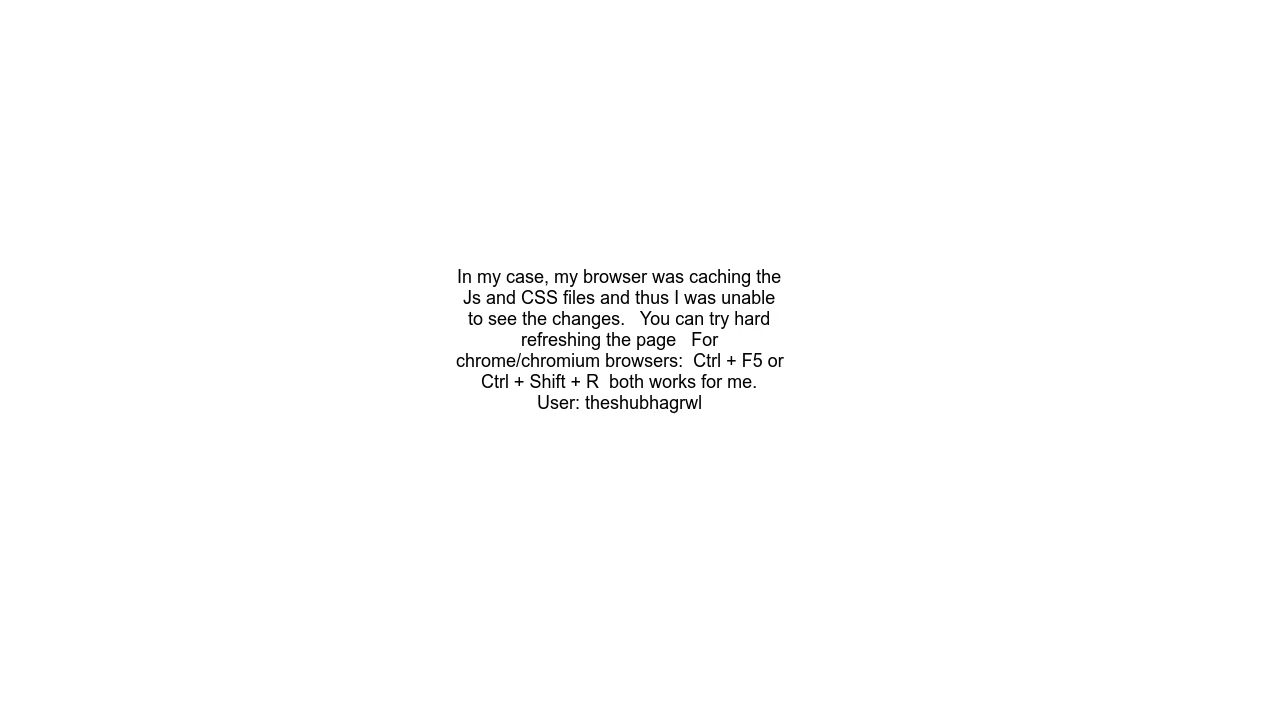 In my case, my browser was caching the
Js and CSS files and thus I was unable
to see the changes.   You can try hard
refreshing the page   For
chrome/chromium browsers:  Ctrl + F5 or
Ctrl + Shift + R  both works for me.
User: theshubhagrwl